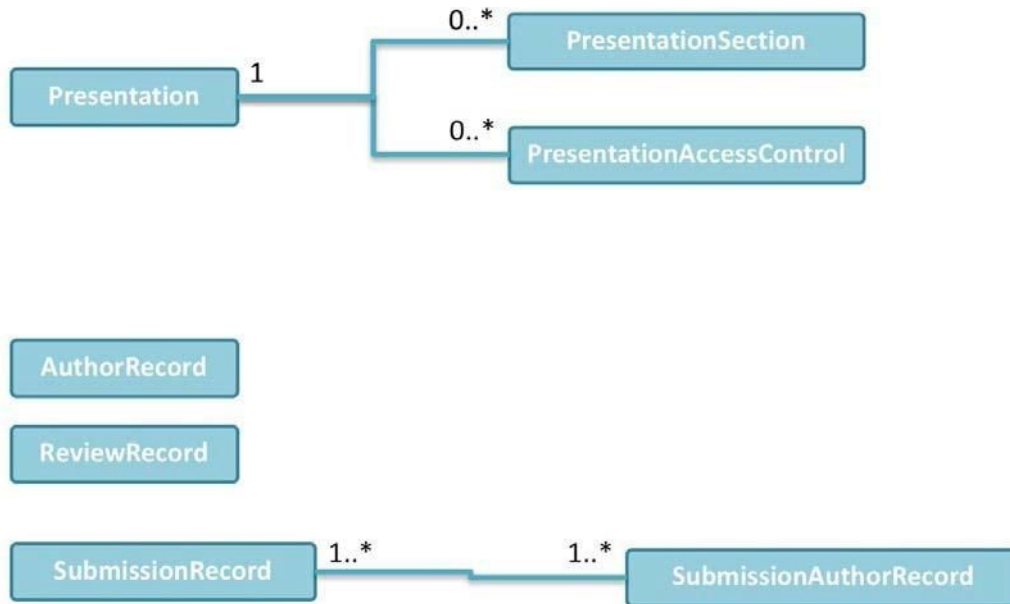 0..*
PresentationSection
1
Presentation
0..*
PresentationAccessControl
AuthorRecord
ReviewRecord
SubmissionRecord
1..*
1..*
SubmissionAuthorRecord